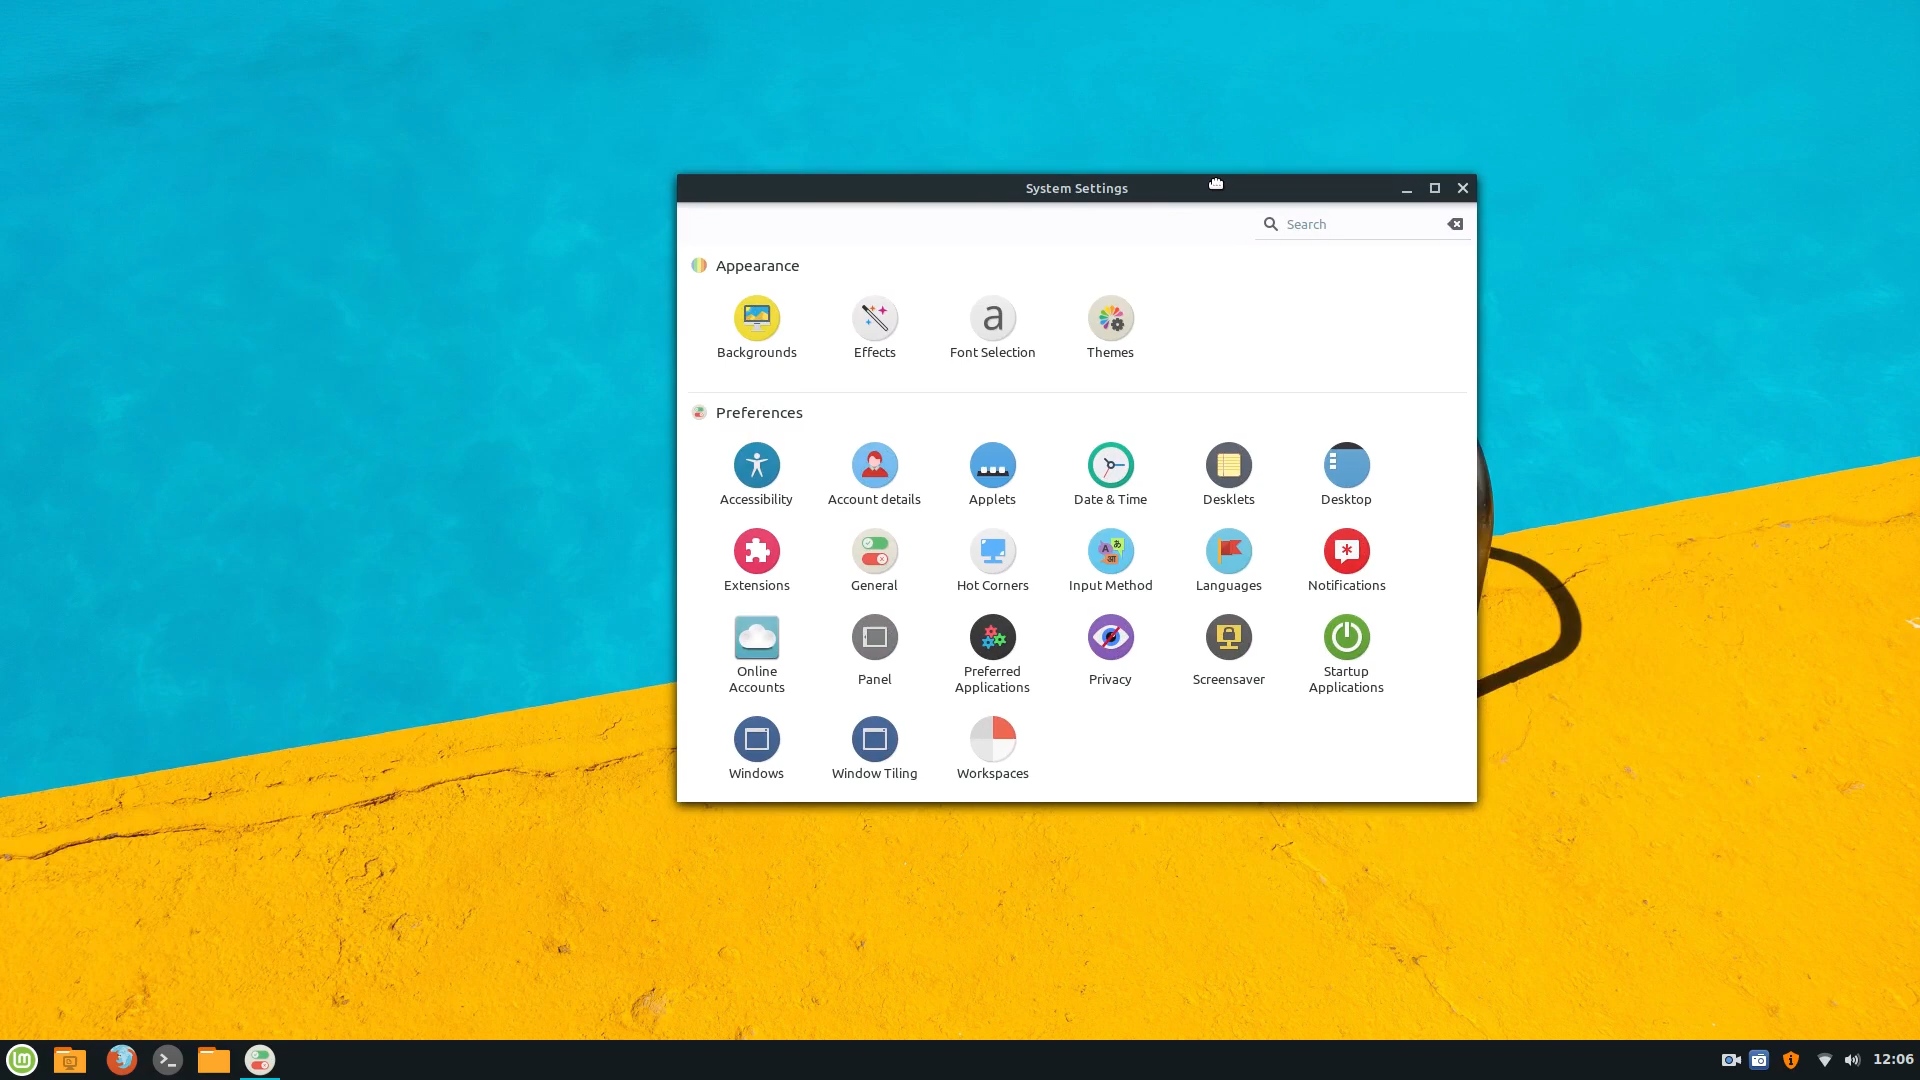 System Settings
Search
Appearance
Backgrounds
Effects
Font Selection
Themes
Preferences
Accessibility
Account details
Applets
Date & Time
Desklets
Desktop
Extensions
General
Hot Corners
Input Method
Languages
Notifications
Online
Accounts
Panel
Preferred
Applications
Privacy
Screensaver
Startup
Applications
Windows
Window Tiling
Workspaces
12:06